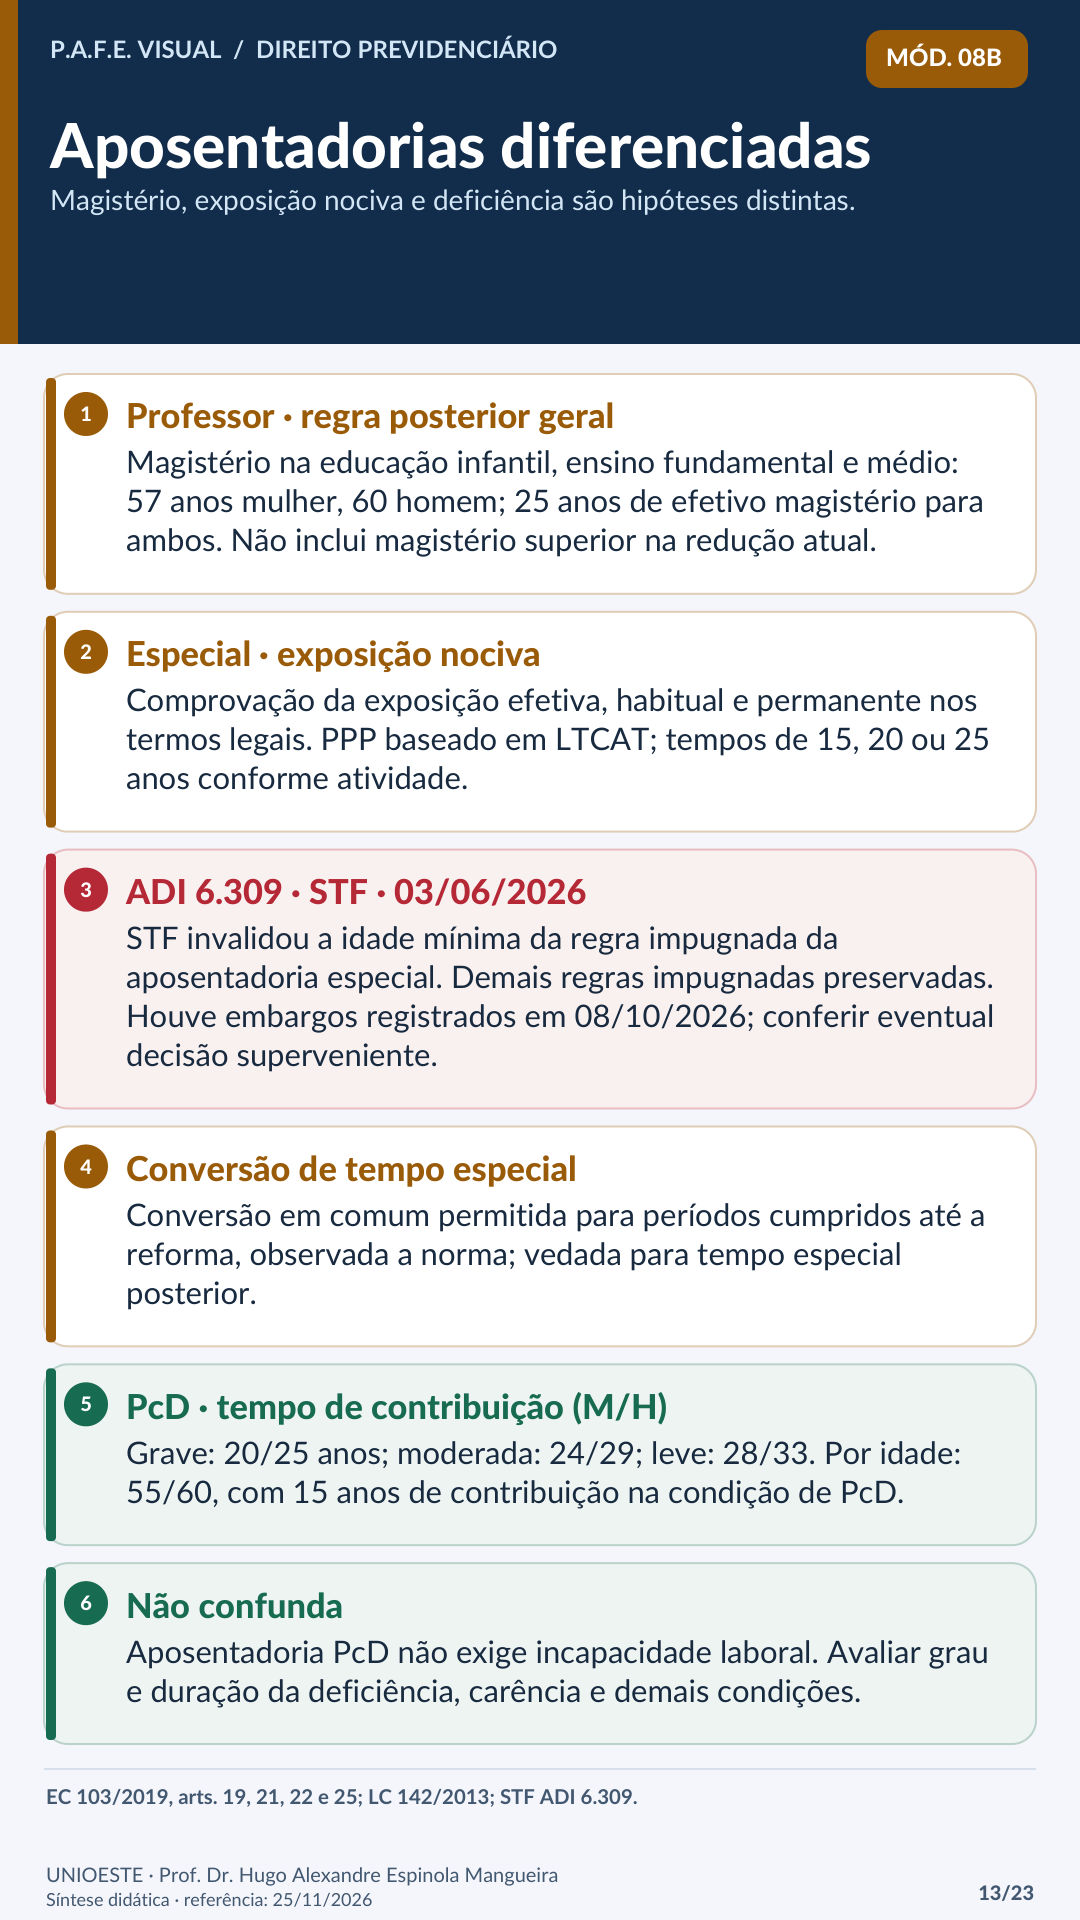 P.A.F.E. VISUAL / DIREITO PREVIDENCIÁRIO
MÓD. 08B
Aposentadorias diferenciadas
Magistério, exposição nociva e deficiência são hipóteses distintas.
1
Professor · regra posterior geral
Magistério na educação infantil, ensino fundamental e médio:
57 anos mulher, 60 homem; 25 anos de efetivo magistério para
ambos. Não inclui magistério superior na redução atual.
2
Especial · exposição nociva
Comprovação da exposição efetiva, habitual e permanente nos
termos legais. PPP baseado em LTCAT; tempos de 15, 20 ou 25
anos conforme atividade.
3
ADI 6.309 · STF · 03/06/2026
STF invalidou a idade mínima da regra impugnada da
aposentadoria especial. Demais regras impugnadas preservadas.
Houve embargos registrados em 08/10/2026; conferir eventual
decisão superveniente.
4
Conversão de tempo especial
Conversão em comum permitida para períodos cumpridos até a
reforma, observada a norma; vedada para tempo especial
posterior.
5
PcD · tempo de contribuição (M/H)
Grave: 20/25 anos; moderada: 24/29; leve: 28/33. Por idade:
55/60, com 15 anos de contribuição na condição de PcD.
6
Não confunda
Aposentadoria PcD não exige incapacidade laboral. Avaliar grau
e duração da deficiência, carência e demais condições.
EC 103/2019, arts. 19, 21, 22 e 25; LC 142/2013; STF ADI 6.309.
UNIOESTE · Prof. Dr. Hugo Alexandre Espinola Mangueira
Síntese didática · referência: 25/11/2026
13/23